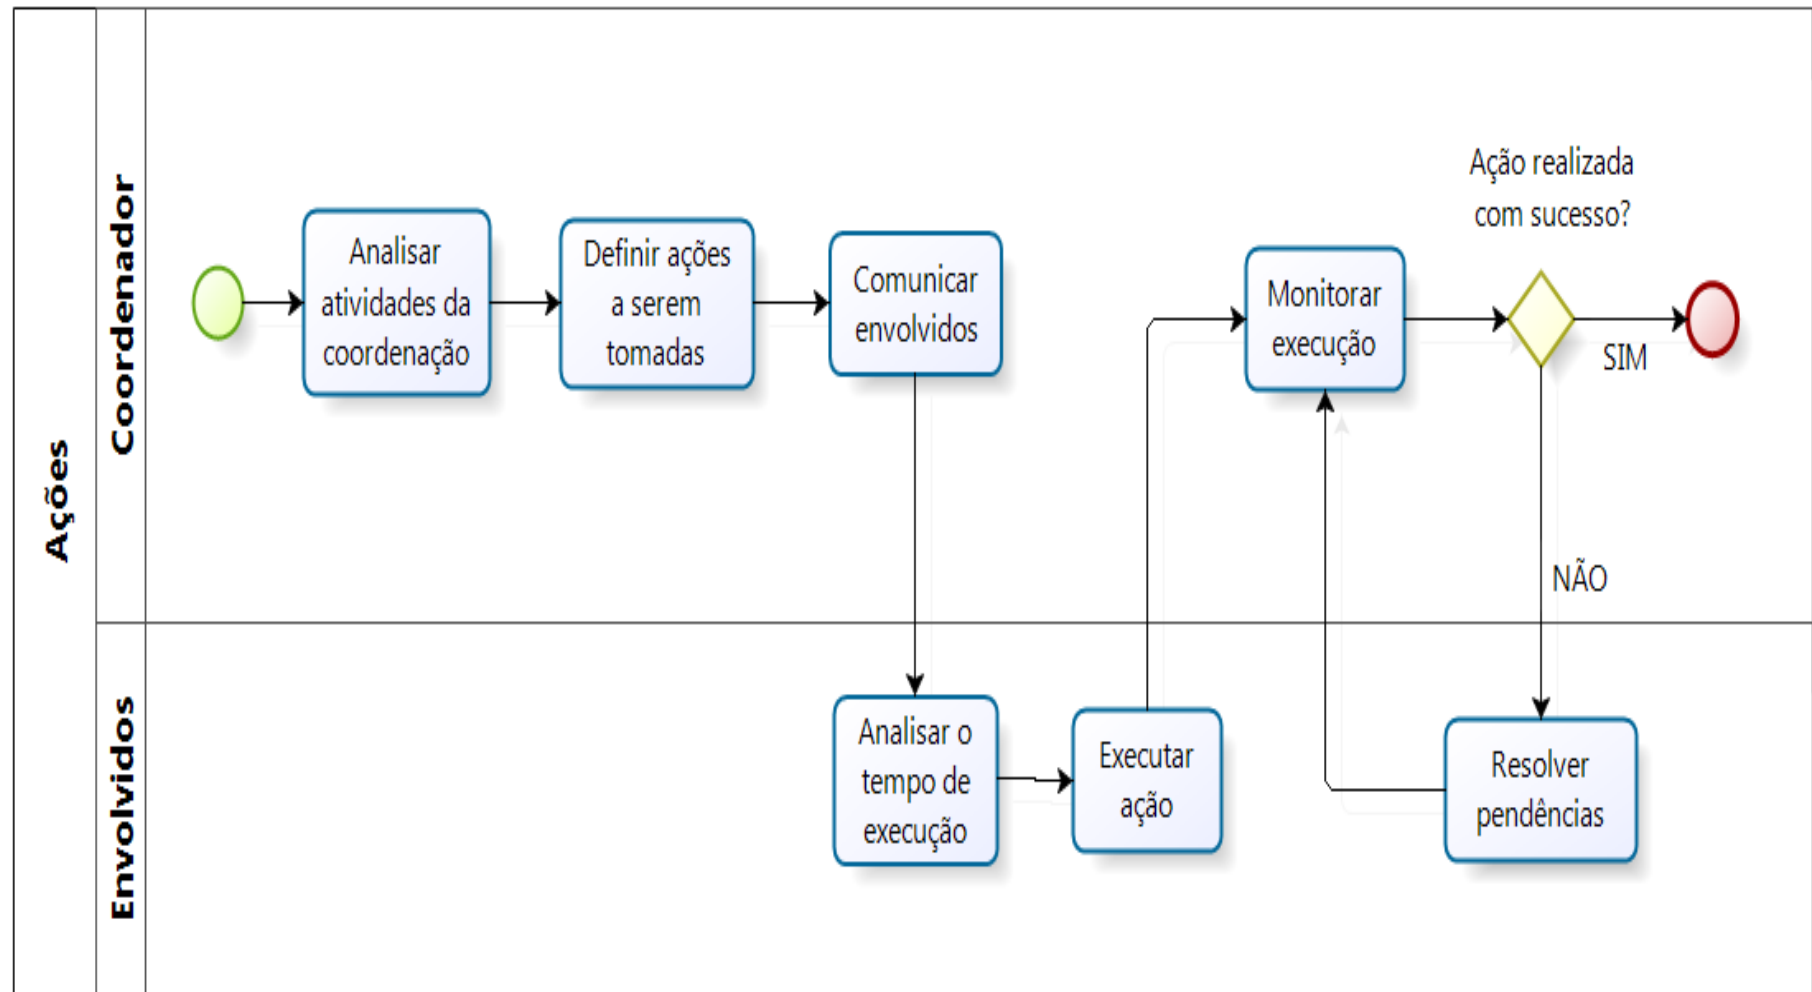 Ações
Coordenador
Analisar
atividades da
coordenação
Definir ações
a serem
tomadas
Comunicar
envolvidos
Monitorar
execução
Ação realizada
com sucesso?
SIM
NÃO
Envolvidos
Analisar o
tempo de
execução
Executar
ação
Resolver
pendências